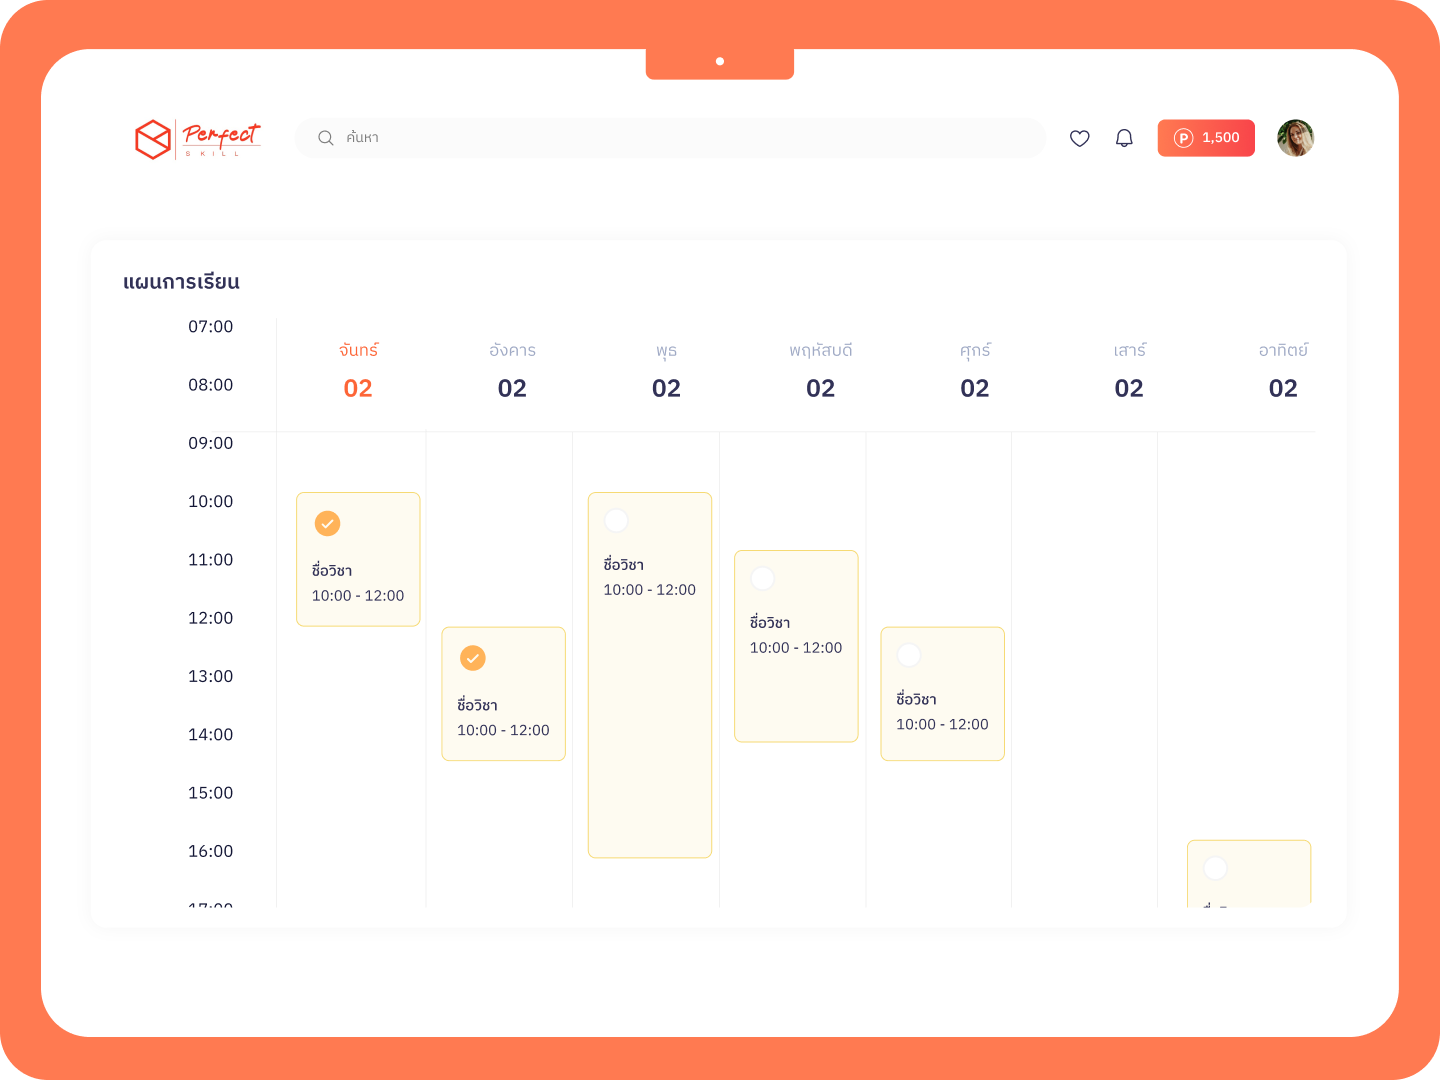 Perfect
SKILL
ค้นหา
P 1,500
แผนการเรียน
จันทร์ อังคาร พุธ พฤหัสบดี ศุกร์ เสาร์ อาทิตย์
02 02 02 02 02 02 02
07:00
08:00
09:00
10:00
11:00
12:00
13:00
14:00
15:00
16:00
17:00
ชื่อวิชา
10:00 - 12:00
ชื่อวิชา
10:00 - 12:00
ชื่อวิชา
10:00 - 12:00
ชื่อวิชา
10:00 - 12:00
ชื่อวิชา
10:00 - 12:00